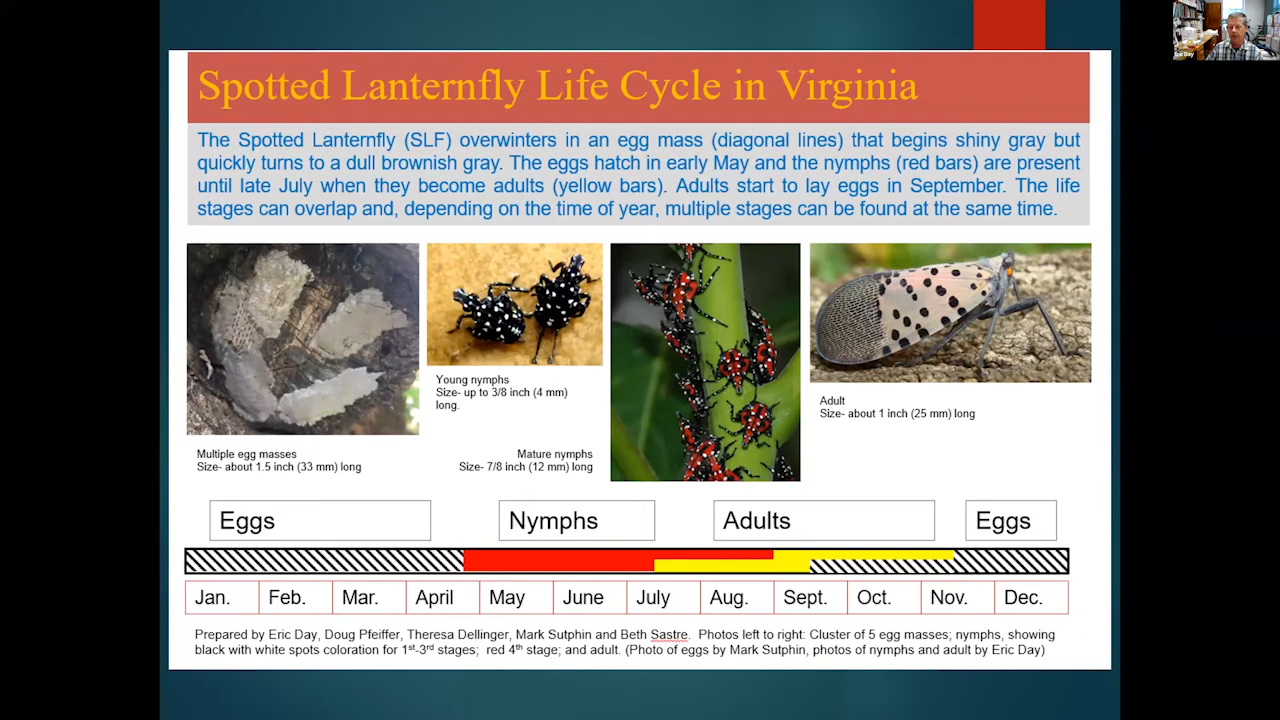 Spotted Lanternfly Life Cycle in Virginia
The Spotted Lanternfly (SLF) overwinters in an egg mass (diagonal lines) that begins shiny gray but
quickly turns to a dull brownish gray. The eggs hatch in early May and the nymphs (red bars) are present
until late July when they become adults (yellow bars). Adults start to lay eggs in September. The life
stages can overlap and, depending on the time of year, multiple stages can be found at the same time.
Young nymphs
Size- up to 3/8 inch (4 mm)
long.
Adult
Size- about 1 inch (25 mm) long
Multiple egg masses
Size- about 1.5 inch (33 mm) long
Mature nymphs
Size- 7/8 inch (12 mm) long
Eggs
Nymphs
Adults
Eggs
Jan. Feb. Mar. April May June July Aug. Sept. Oct. Nov. Dec.
Prepared by Eric Day, Doug Pfeiffer, Theresa Dellinger, Mark Sutphin and Beth Sastre. Photos left to right: Cluster of 5 egg masses; nymphs, showing
black with white spots coloration for 1st-3rd stages; red 4th stage; and adult. (Photo of eggs by Mark Sutphin, photos of nymphs and adult by Eric Day)
Eric Day